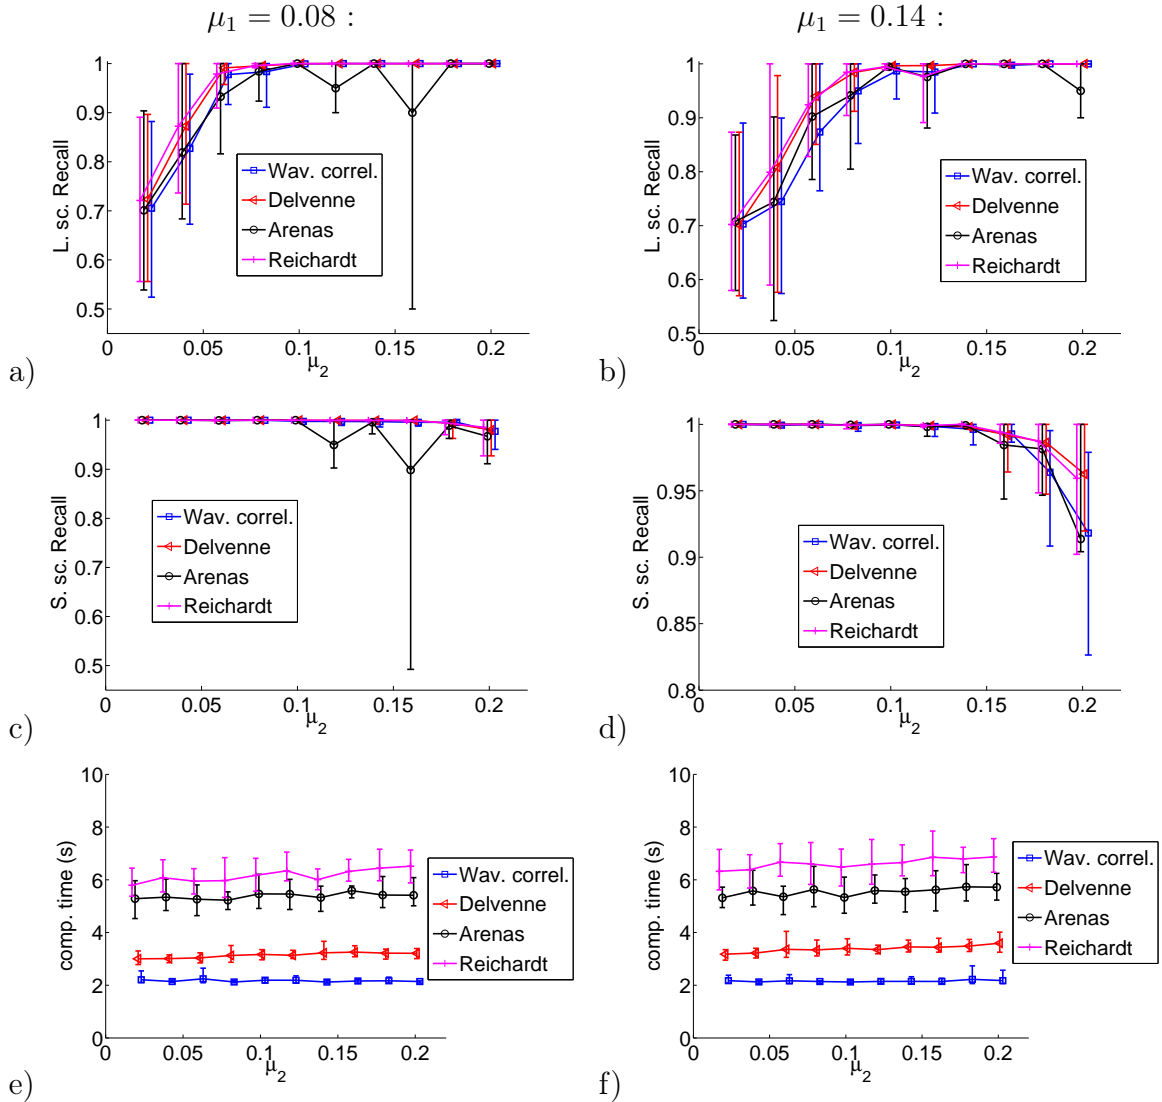 μ₁ = 0.08 :
μ₁ = 0.14 :
L. sc. Recall
1
0.9
0.8
0.7
0.6
0.5
0
0.05
0.1
0.15
0.2
μ₂
Wav. correl.
Delvenne
Arenas
Reichardt
a)
L. sc. Recall
1
0.9
0.8
0.7
0.6
0.5
0
0.05
0.1
0.15
0.2
μ₂
Wav. correl.
Delvenne
Arenas
Reichardt
b)
S. sc. Recall
1
0.9
0.8
0.7
0.6
0.5
0
0.05
0.1
0.15
0.2
μ₂
Wav. correl.
Delvenne
Arenas
Reichardt
c)
S. sc. Recall
1
0.95
0.9
0.85
0.8
0
0.05
0.1
0.15
0.2
μ₂
Wav. correl.
Delvenne
Arenas
Reichardt
d)
comp. time (s)
10
8
6
4
2
0
0
0.05
0.1
0.15
0.2
μ₂
Wav. correl.
Delvenne
Arenas
Reichardt
e)
comp. time (s)
10
8
6
4
2
0
0
0.05
0.1
0.15
0.2
μ₂
Wav. correl.
Delvenne
Arenas
Reichardt
f)